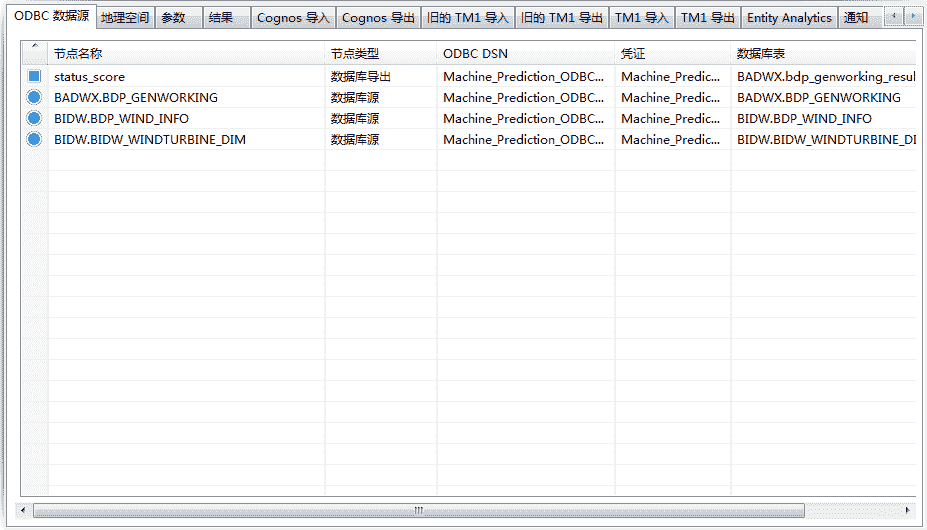 ODBC 数据源 地理空间 参数 结果 Cognos 导入 Cognos 导出 旧的 TM1 导入 旧的 TM1 导出 TM1 导入 TM1 导出 Entity Analytics 通知
节点名称 节点类型 ODBC DSN 凭证 数据库表
status_score 数据库导出 Machine_Prediction_ODBC... Machine_Predic... BADWX.bdp_genworking_resul
BADWX.BDP_GENWORKING 数据库源 Machine_Prediction_ODBC... Machine_Predic... BADWX.BDP_GENWORKING
BIDW.BDP_WIND_INFO 数据库源 Machine_Prediction_ODBC... Machine_Predic... BIDW.BDP_WIND_INFO
BIDW.BIDW_WINDTURBINE_DIM 数据库源 Machine_Prediction_ODBC... Machine_Predic... BIDW.BIDW_WINDTURBINE_DI